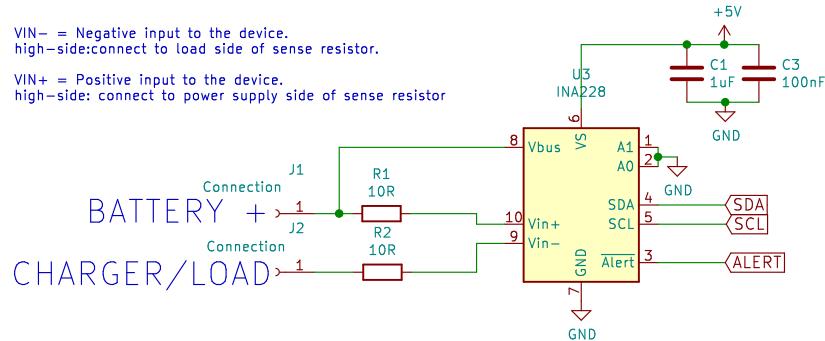 VIN- = Negative input to the device.
high-side:connect to load side of sense resistor.
VIN+ = Positive input to the device.
high-side: connect to power supply side of sense resistor
+5V
C1
1uF
C3
100nF
GND
U3
INA228
6
VS
8
Vbus
A1
1
A0
2
GND
J1
Connection
BATTERY +
1
R1
10R
10
Vin+
SDA
4
SDA
J2
Connection
CHARGER/LOAD
1
R2
10R
9
Vin-
SCL
5
SCL
Alert
3
ALERT
GND
7
GND